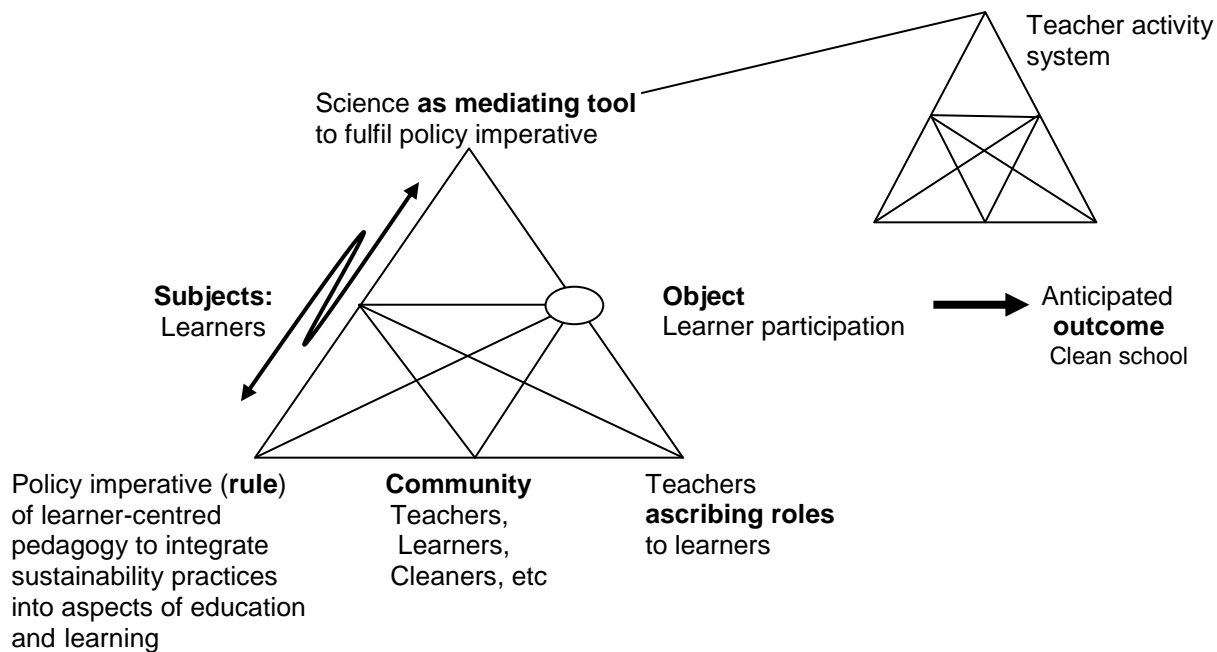 Teacher activity
system
Science as mediating tool
to fulfil policy imperative
Subjects:
Learners
Object
Learner participation
Anticipated
outcome
Clean school
Policy imperative (rule)
of learner-centred
pedagogy to integrate
sustainability practices
into aspects of education
and learning
Community
Teachers,
Learners,
Cleaners, etc
Teachers
ascribing roles
to learners